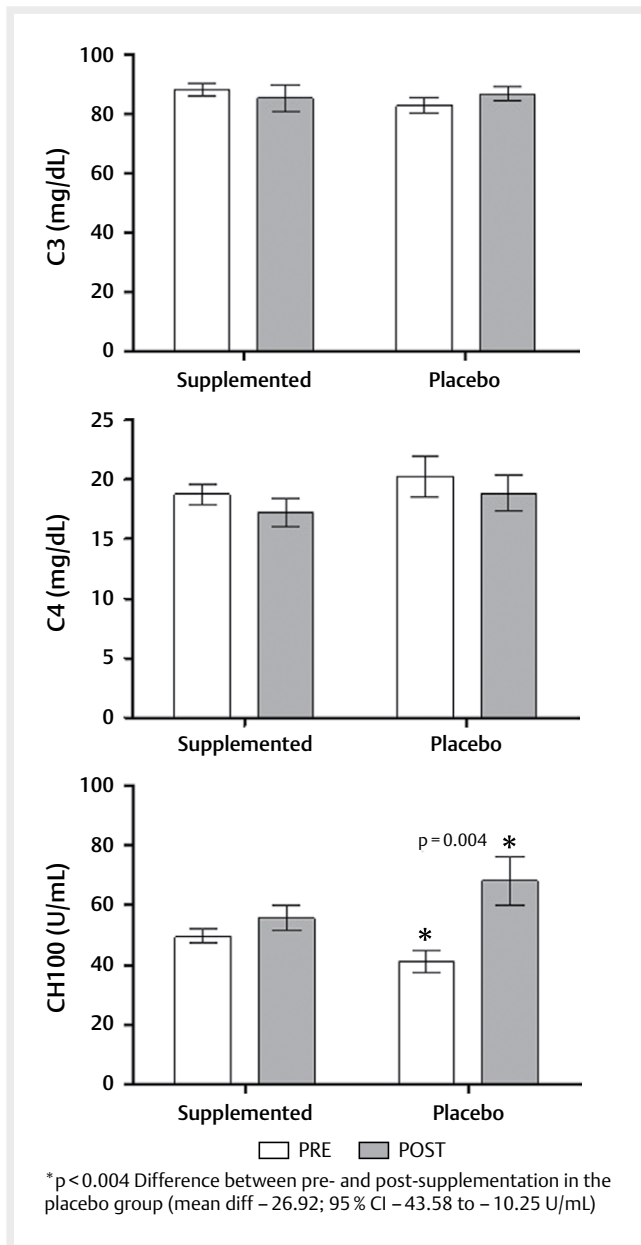 100
80
60
40
20
0
C3 (mg/dL)
Supplemented Placebo
25
20
15
10
5
0
C4 (mg/dL)
Supplemented Placebo
100
80
60
40
20
0
CH100 (U/mL)
p = 0.004 *
*
Supplemented Placebo
PRE POST
*p < 0.004 Difference between pre- and post-supplementation in the
placebo group (mean diff – 26.92; 95 % CI – 43.58 to – 10.25 U/mL)